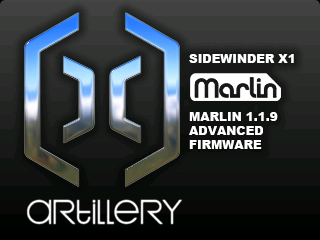 SIDEWINDER X1
Marlin
MARLIN 1.1.9
ADVANCED
FIRMWARE
ARTILLERY